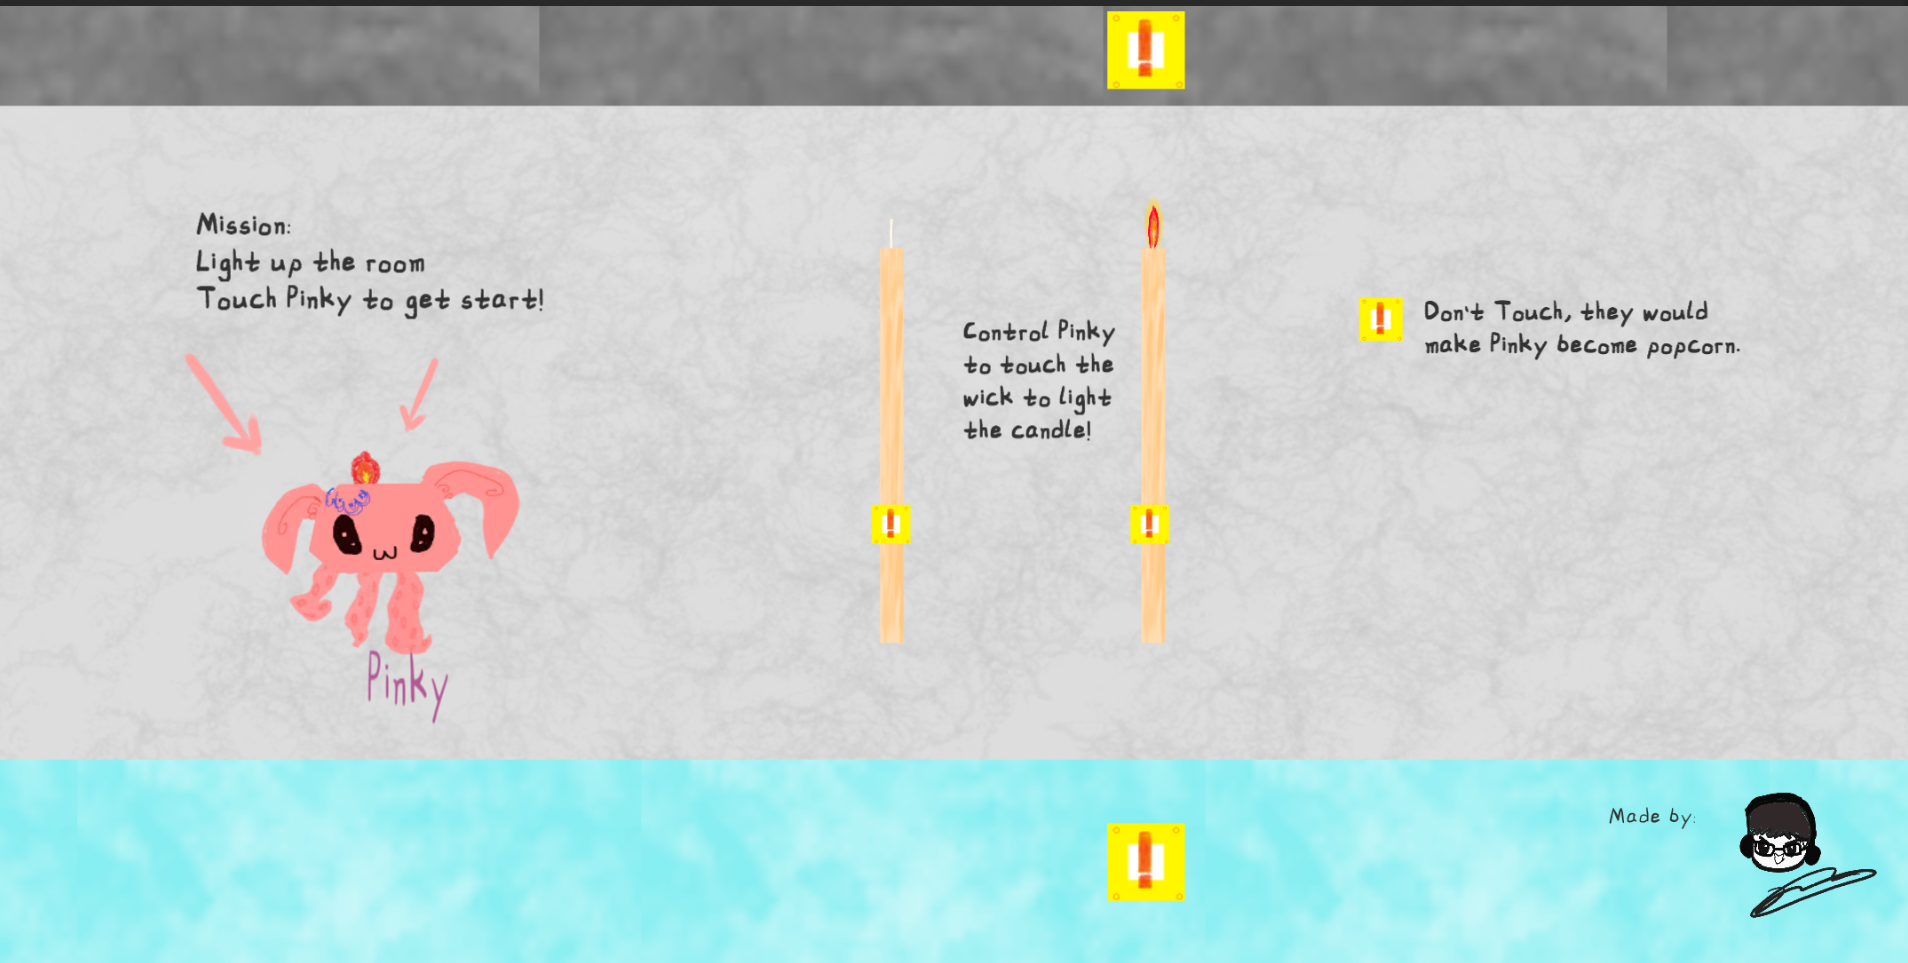 Mission:
Light up the room
Touch Pinky to get start!
Pinky
Control Pinky
to touch the
wick to light
the candle!
Don't Touch, they would
make Pinky become popcorn.
Made by:
!
!
!
!
!